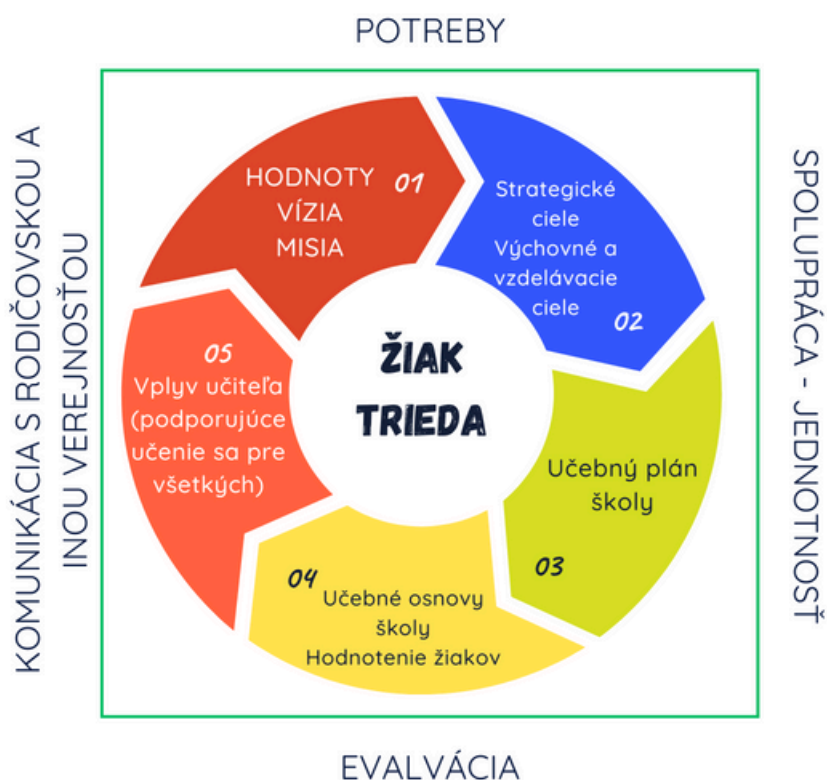 POTREBY
HODNOTY
VÍZIA
MISIA
01
Strategické
ciele
Výchovné a
vzdelávacie
ciele
02
Učebný plán
školy
03
04
Učebné osnovy
školy
Hodnotenie žiakov
05
Vplyv učiteľa
(podporujúce
učenie sa pre
všetkých)
ŽIAK
TRIEDA
SPOLUPRÁCA - JEDNOTNOSŤ
EVALVÁCIA
KOMUNIKÁCIA S RODIČOVSKOU A
INOU VEREJNOSŤOU